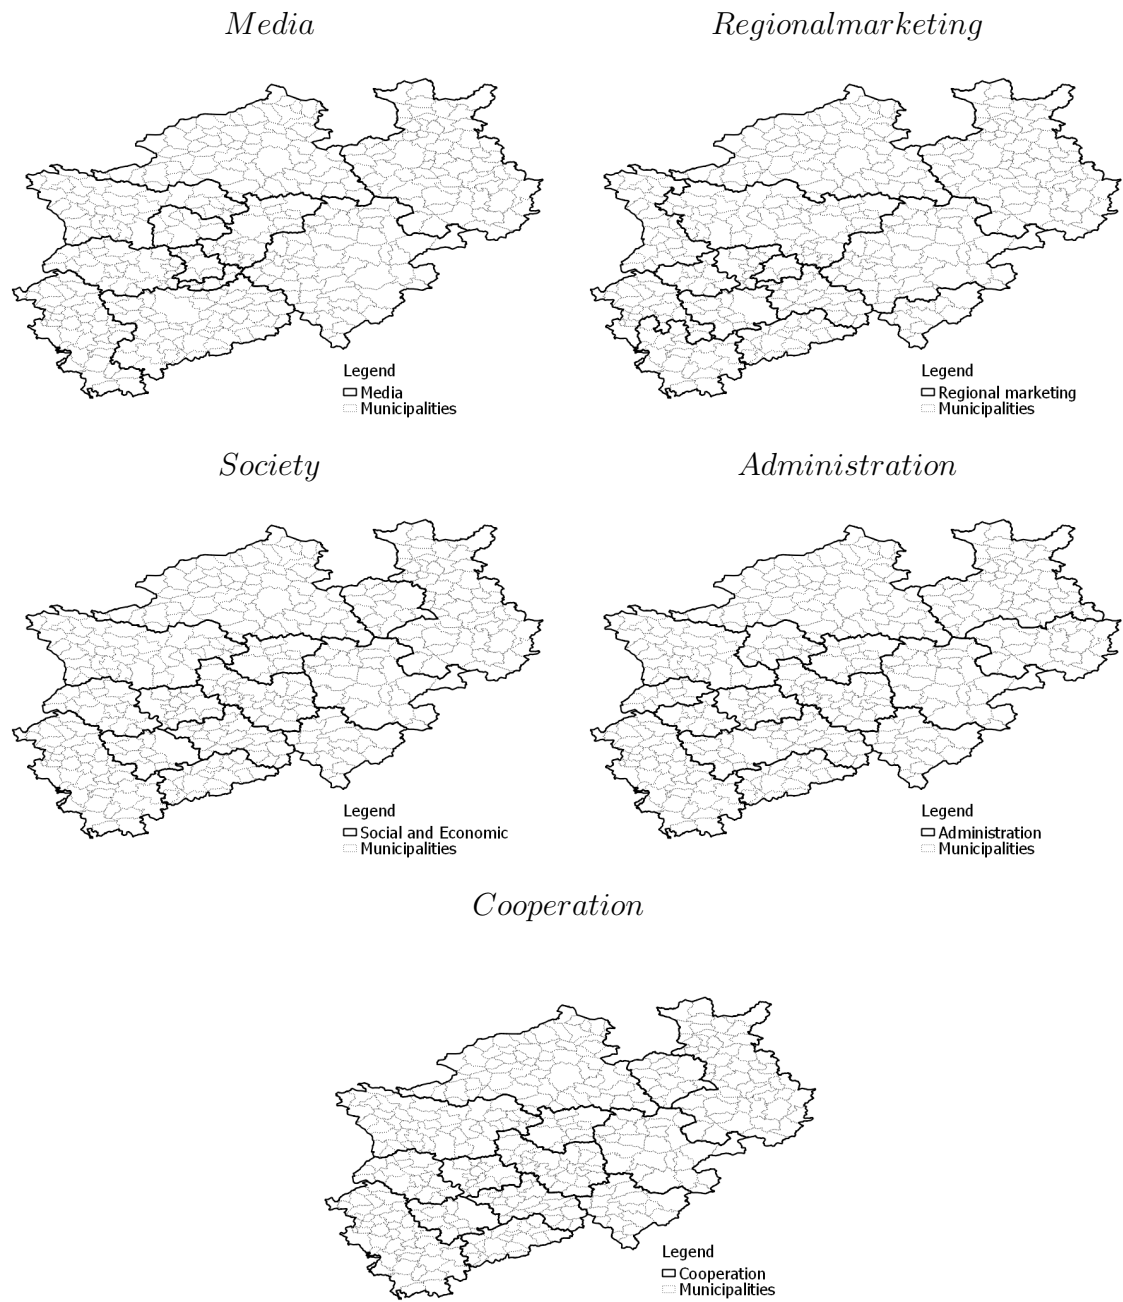 Media
Regionalmarketing
Legend
Media
Municipalities
Legend
Regional marketing
Municipalities
Society
Administration
Legend
Social and Economic
Municipalities
Legend
Administration
Municipalities
Cooperation
Legend
Cooperation
Municipalities